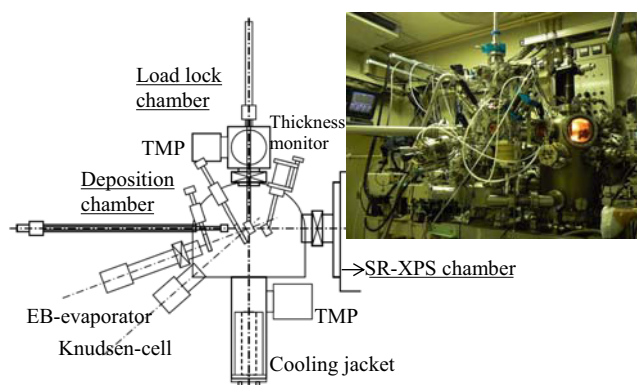 Load lock
chamber
Thickness
monitor
TMP
Deposition
chamber
SR-XPS chamber
EB-evaporator
TMP
Knudsen-cell
Cooling jacket